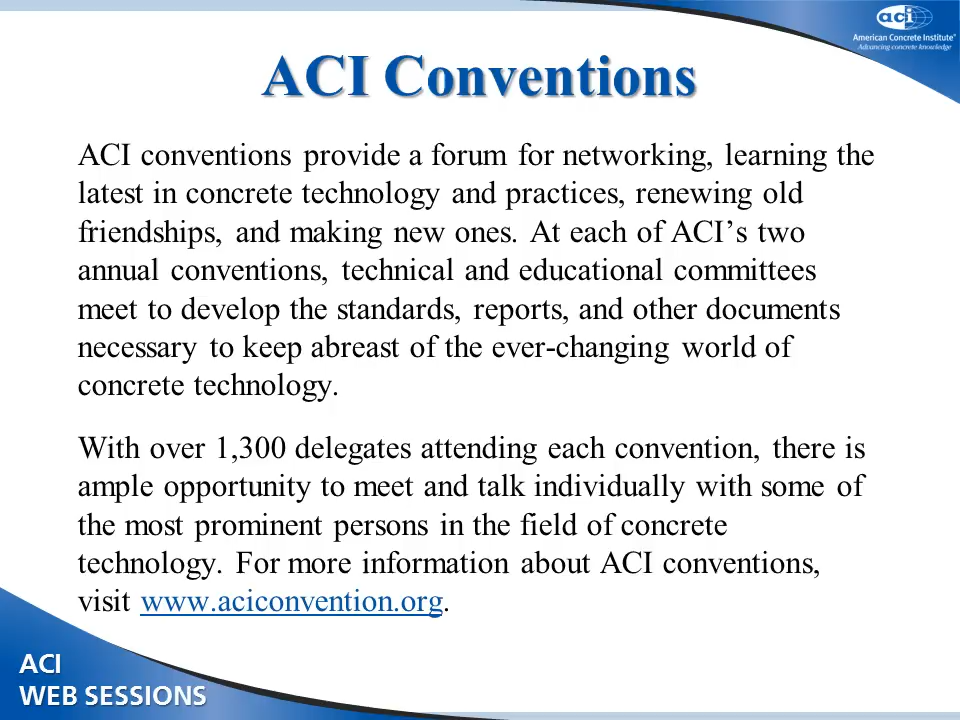 aci
American Concrete Institute®
Advancing concrete knowledge
ACI Conventions
ACI conventions provide a forum for networking, learning the
latest in concrete technology and practices, renewing old
friendships, and making new ones. At each of ACI’s two
annual conventions, technical and educational committees
meet to develop the standards, reports, and other documents
necessary to keep abreast of the ever-changing world of
concrete technology.
With over 1,300 delegates attending each convention, there is
ample opportunity to meet and talk individually with some of
the most prominent persons in the field of concrete
technology. For more information about ACI conventions,
visit www.aciconvention.org.
ACI
WEB SESSIONS